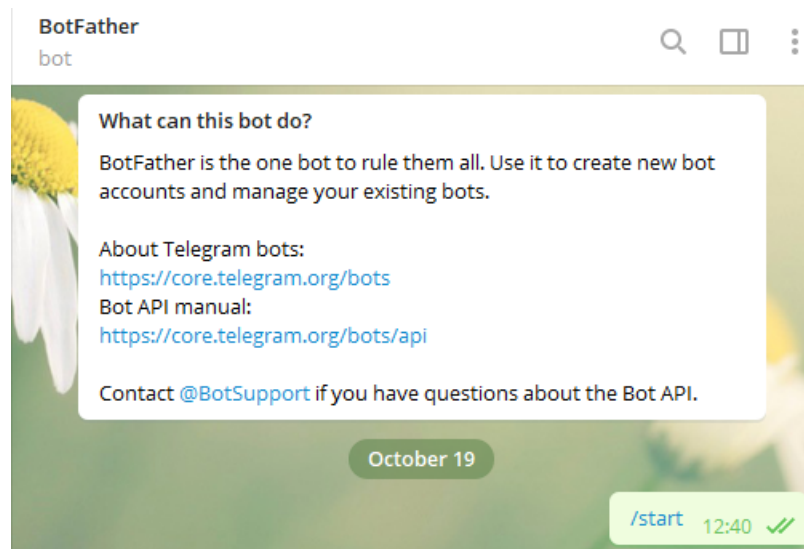 BotFather
bot
What can this bot do?
BotFather is the one bot to rule them all. Use it to create new bot
accounts and manage your existing bots.
About Telegram bots:
https://core.telegram.org/bots
Bot API manual:
https://core.telegram.org/bots/api
Contact @BotSupport if you have questions about the Bot API.
October 19
/start 12:40